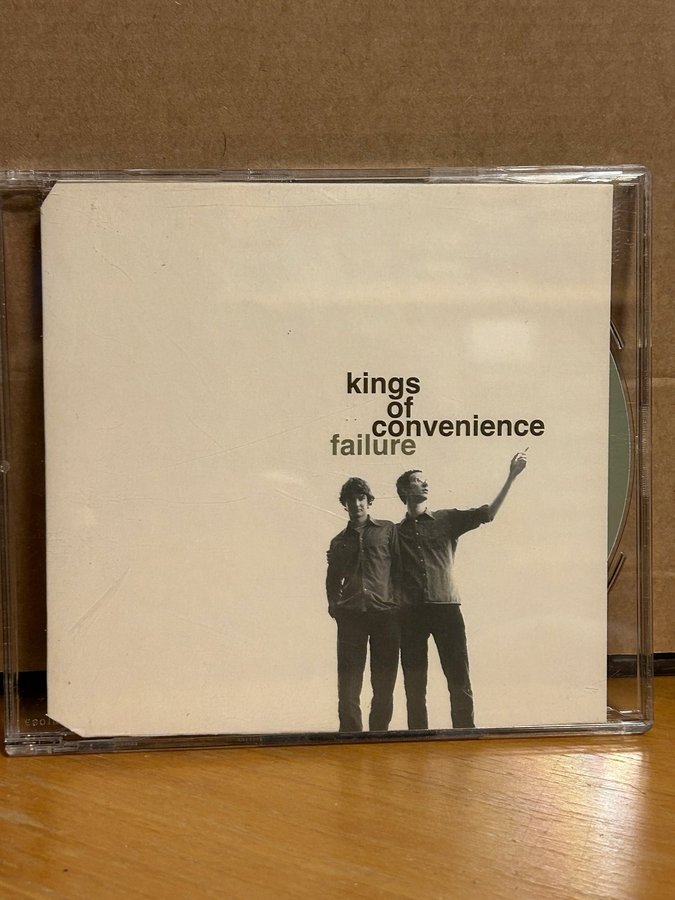 kings
of
convenience
failure